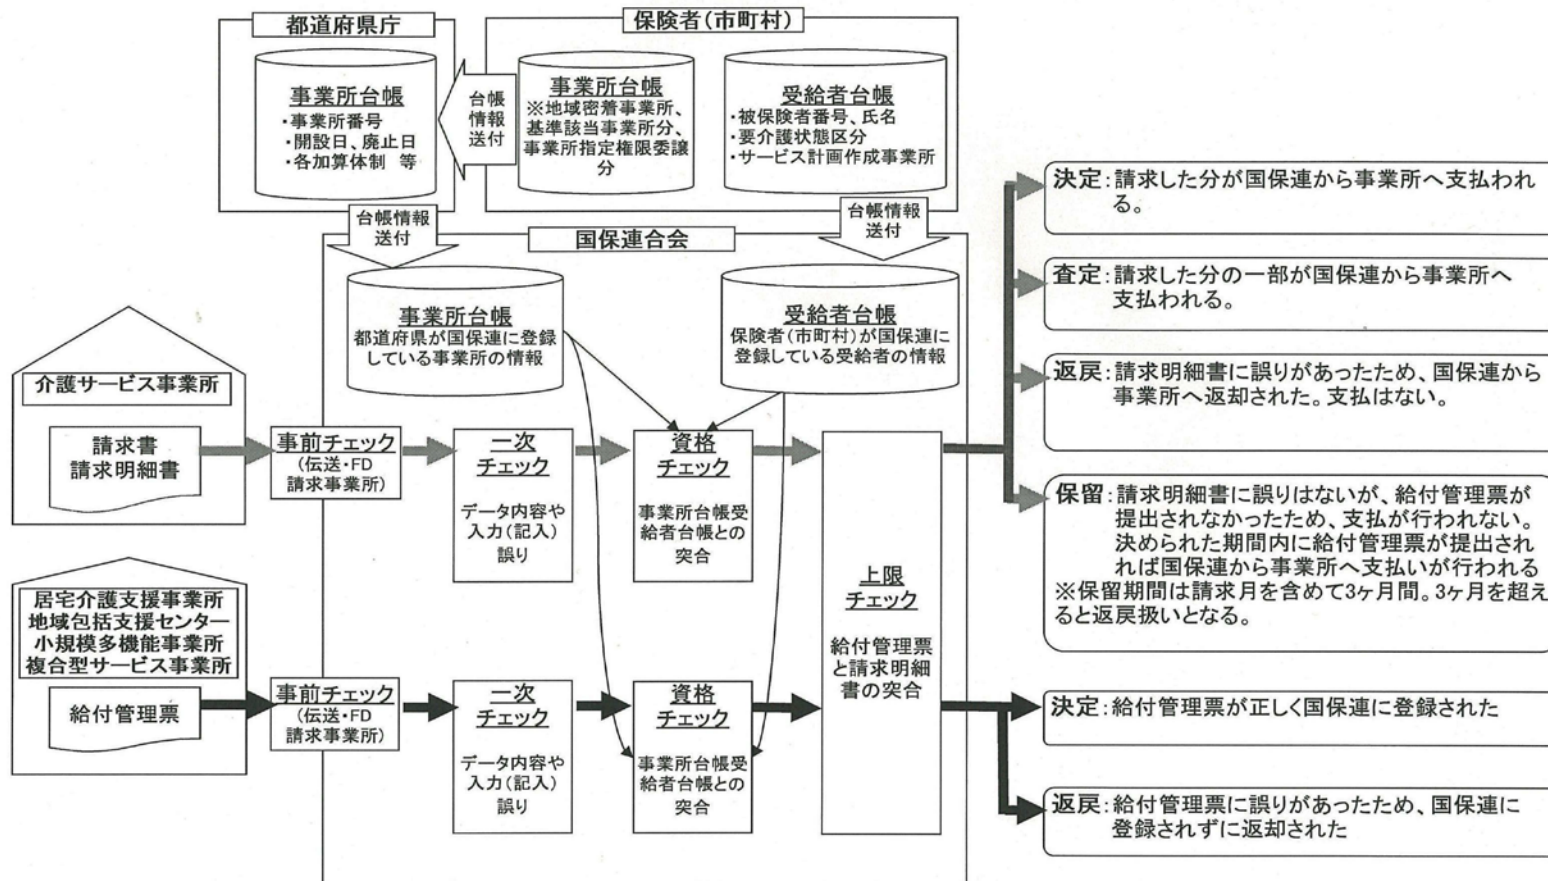 都道府県庁
事業所台帳
・事業所番号
・開設日、廃止日
・各加算体制 等
台帳
情報
送付
保険者(市町村)
事業所台帳
※地域密着事業所、
基準該当事業所分、
事業所指定権限委譲
分
受給者台帳
・被保険者番号、氏名
・要介護状態区分
・サービス計画作成事業所
台帳情報
送付
台帳情報
送付
国保連合会
事業所台帳
都道府県が国保連に登録
している事業所の情報
受給者台帳
保険者(市町村)が国保連に
登録している受給者の情報
介護サービス事業所
請求書
請求明細書
事前チェック
(伝送・FD
請求事業所)
一次
チェック
データ内容や
入力(記入)
誤り
資格
チェック
事業所台帳受
給者台帳との
突合
居宅介護支援事業所
地域包括支援センター
小規模多機能事業所
複合型サービス事業所
給付管理票
事前チェック
(伝送・FD
請求事業所)
一次
チェック
データ内容や
入力(記入)
誤り
資格
チェック
事業所台帳受
給者台帳との
突合
上限
チェック
給付管理票
と請求明細
書の突合
決定:請求した分が国保連から事業所へ支払われ
る。
査定:請求した分の一部が国保連から事業所へ
支払われる。
返戻:請求明細書に誤りがあったため、国保連から
事業所へ返却された。支払はない。
保留:請求明細書に誤りはないが、給付管理票が
提出されなかったため、支払が行われない。
決められた期間内に給付管理票が提出され
れば国保連から事業所へ支払いが行われる
※保留期間は請求月を含めて3ヶ月間。3ヶ月を超え
ると返戻扱いとなる。
決定:給付管理票が正しく国保連に登録された
返戻:給付管理票に誤りがあったため、国保連に
登録されずに返却された